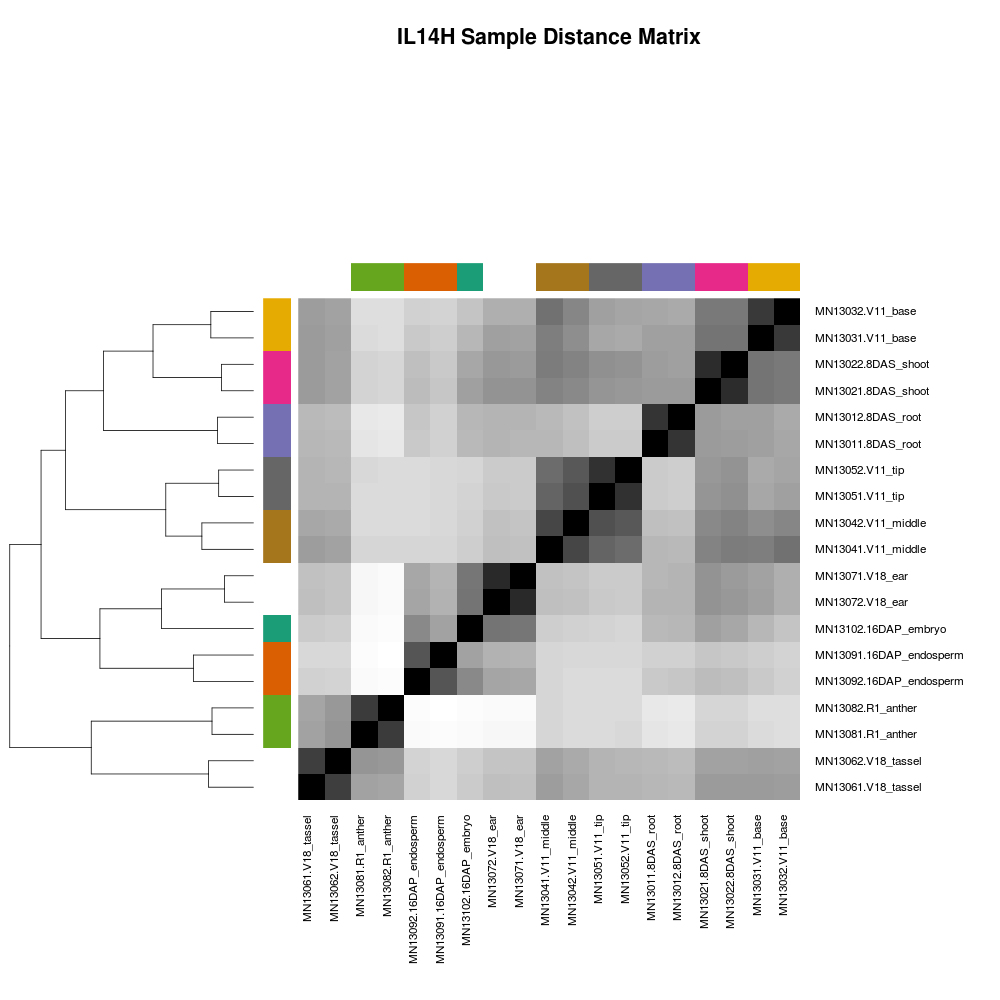 IL14H Sample Distance Matrix
MN13032.V11_base
MN13031.V11_base
MN13022.8DAS_shoot
MN13021.8DAS_shoot
MN13012.8DAS_root
MN13011.8DAS_root
MN13052.V11_tip
MN13051.V11_tip
MN13042.V11_middle
MN13041.V11_middle
MN13071.V18_ear
MN13072.V18_ear
MN13102.16DAP_embryo
MN13091.16DAP_endosperm
MN13092.16DAP_endosperm
MN13082.R1_anther
MN13081.R1_anther
MN13062.V18_tassel
MN13061.V18_tassel
MN13061.V18_tassel
MN13062.V18_tassel
MN13081.R1_anther
MN13082.R1_anther
MN13092.16DAP_endosperm
MN13091.16DAP_endosperm
MN13102.16DAP_embryo
MN13072.V18_ear
MN13071.V18_ear
MN13041.V11_middle
MN13042.V11_middle
MN13051.V11_tip
MN13052.V11_tip
MN13011.8DAS_root
MN13012.8DAS_root
MN13021.8DAS_shoot
MN13022.8DAS_shoot
MN13031.V11_base
MN13032.V11_base